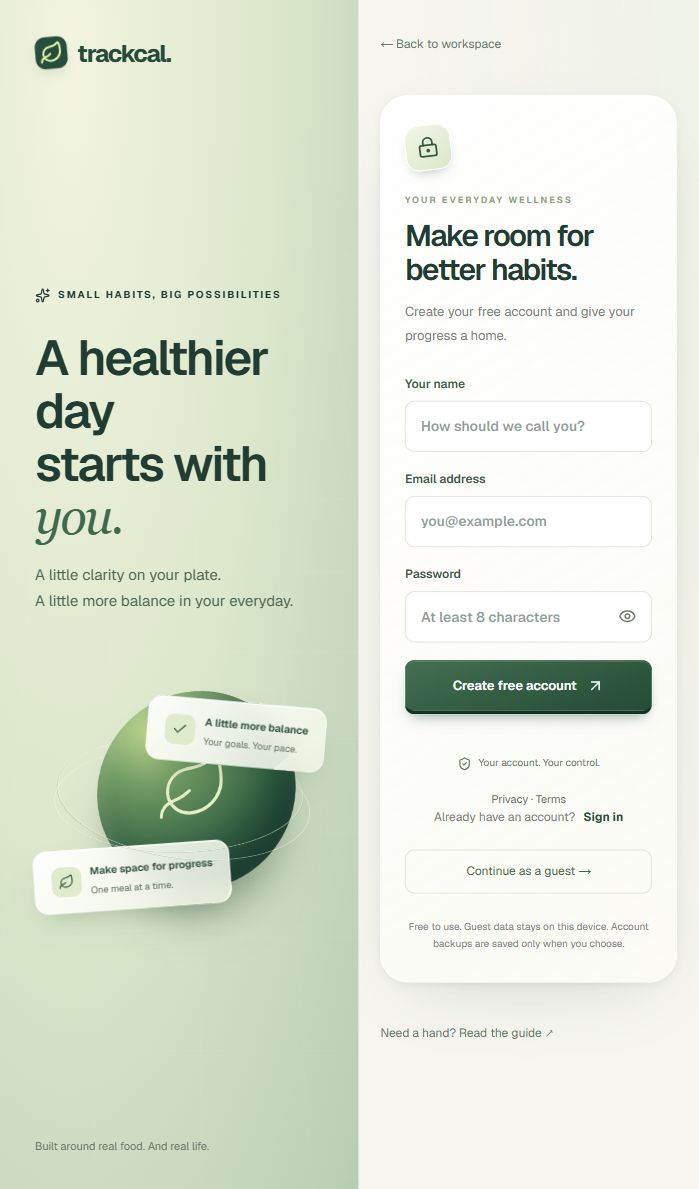 trackcal.
SMALL HABITS, BIG POSSIBILITIES
A healthier
day
starts with
you.
A little clarity on your plate.
A little more balance in your everyday.
A little more balance
Your goals. Your pace.
Make space for progress
One meal at a time.
Built around real food. And real life.
← Back to workspace
YOUR EVERYDAY WELLNESS
Make room for
better habits.
Create your free account and give your
progress a home.
Your name
How should we call you?
Email address
you@example.com
Password
At least 8 characters
Create free account ↗
Your account. Your control.
Privacy · Terms
Already have an account? Sign in
Continue as a guest →
Free to use. Guest data stays on this device. Account
backups are saved only when you choose.
Need a hand? Read the guide ↗